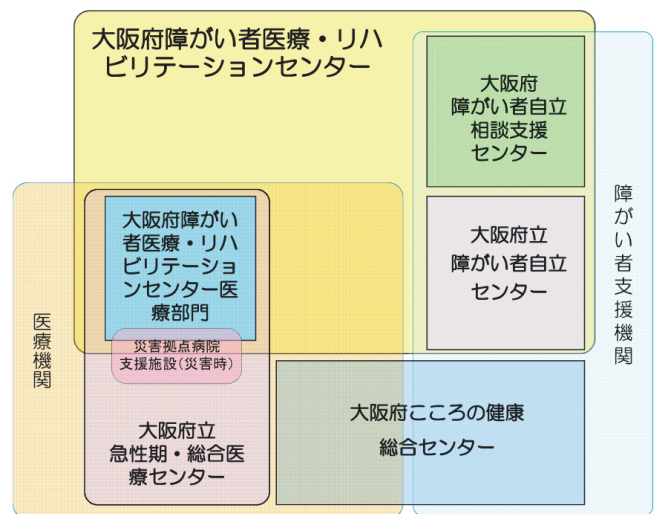 大阪府障がい者医療・リハ
ビリテーションセンター
大阪府
障がい者自立
相談支援
センター
大阪府障がい
者医療・リハ
ビリテーショ
ンセンター医
療部門
大阪府立
障がい者自立
センター
障がい者支援機関
医療機関
災害拠点病院
支援施設(災害時)
大阪府こころの健康
総合センター
大阪府立
急性期・総合医
療センター